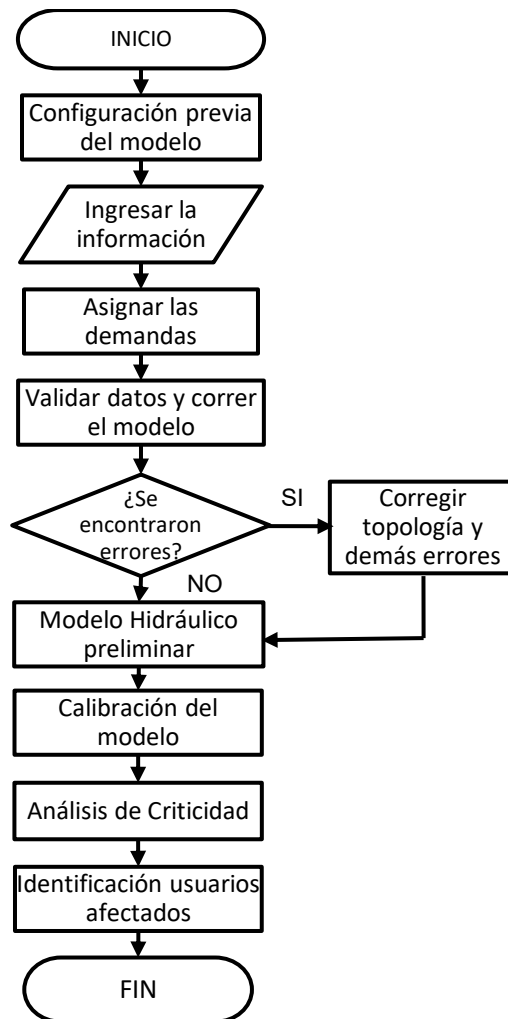 INICIO
Configuración previa
del modelo
Ingresar la
información
Asignar las
demandas
Validar datos y correr
el modelo
¿Se
encontraron
errores?
SI
Corregir
topología y
demás errores
NO
Modelo Hidráulico
preliminar
Calibración del
modelo
Análisis de Criticidad
Identificación usuarios
afectados
FIN